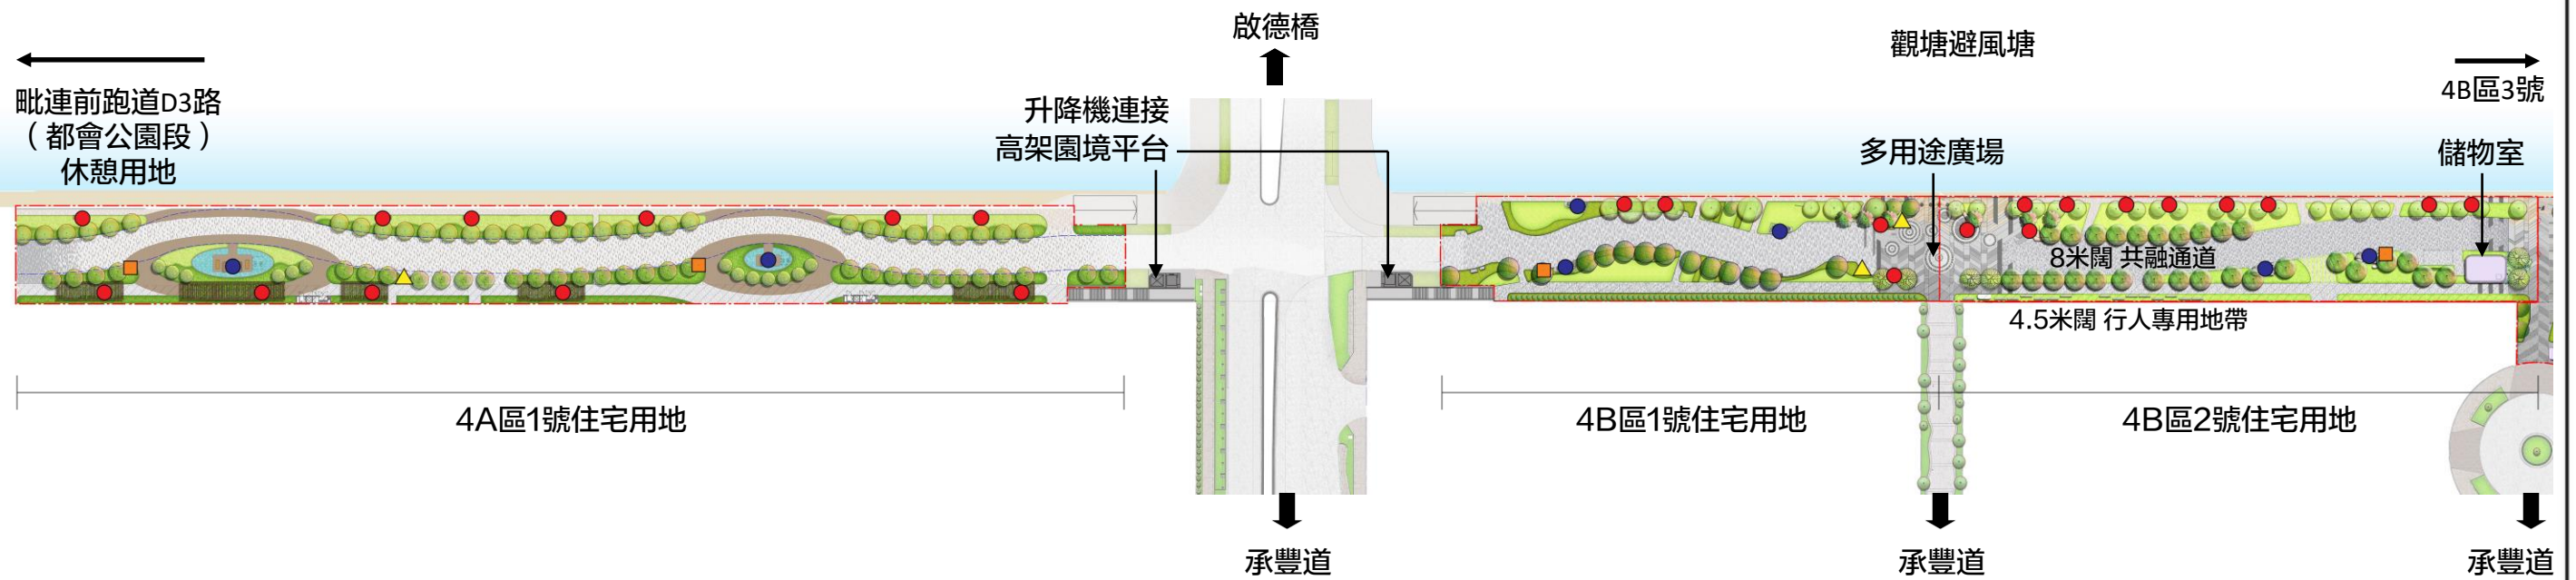 啟德橋
觀塘避風塘
毗連前跑道D3路
（都會公園段）
休憩用地
升降機連接
高架園境平台
4B區3號
多用途廣場
儲物室
8米闊 共融通道
4.5米闊 行人專用地帶
4A區1號住宅用地
4B區1號住宅用地
4B區2號住宅用地
承豐道
承豐道
承豐道